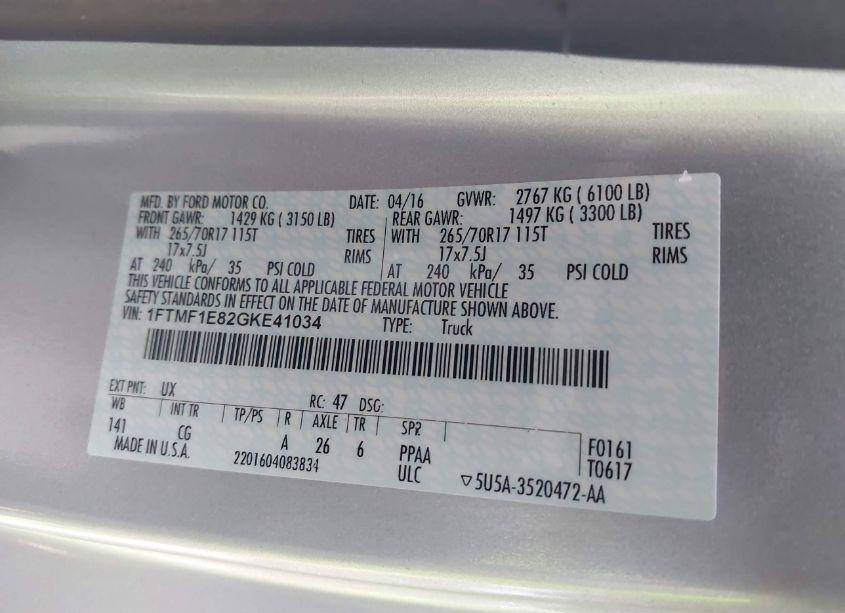 MFD. BY FORD MOTOR CO. DATE: 04/16 GVWR: 2767 KG ( 6100 LB)
FRONT GAWR: 1429 KG ( 3150 LB) REAR GAWR: 1497 KG ( 3300 LB)
WITH 265/70R17 115T TIRES WITH 265/70R17 115T TIRES
17x7.5J RIMS 17x7.5J RIMS
AT 240 kPa/ 35 PSI COLD AT 240 kPa/ 35 PSI COLD
THIS VEHICLE CONFORMS TO ALL APPLICABLE FEDERAL MOTOR VEHICLE
SAFETY STANDARDS IN EFFECT ON THE DATE OF MANUFACTURE SHOWN ABOVE.
VIN: 1FTMF1E82GKE41034 TYPE: Truck
EXT PNT: UX RC: 47 DSG:
WB INT TR TP/PS R AXLE TR SPR
141 CG A 26 6 PPAA F0161
MADE IN U.S.A. 2201604083834 ULC T0617
▽5U5A-3520472-AA